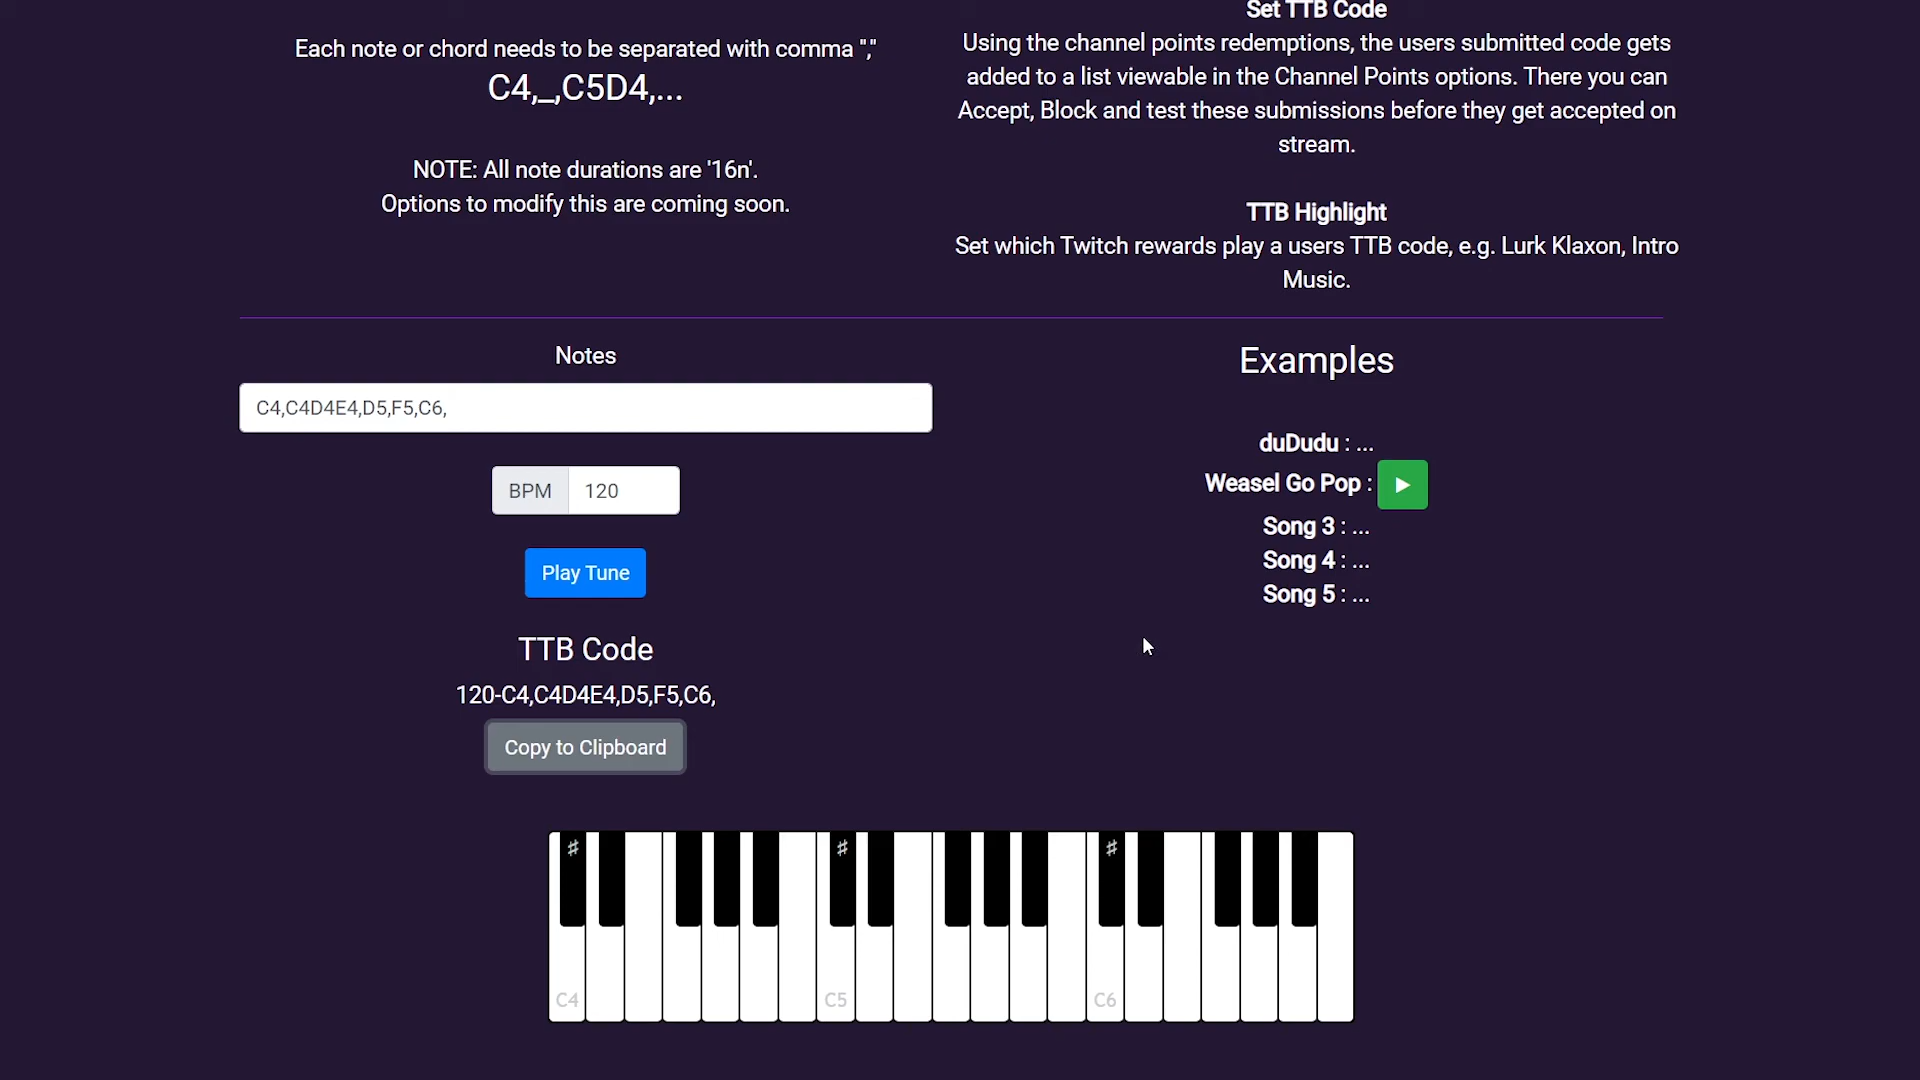 Each note or chord needs to be separated with comma ","
C4,_,C5D4,...
NOTE: All note durations are '16n'.
Options to modify this are coming soon.
Set TTB Code
Using the channel points redemptions, the users submitted code gets
added to a list viewable in the Channel Points options. There you can
Accept, Block and test these submissions before they get accepted on
stream.
TTB Highlight
Set which Twitch rewards play a users TTB code, e.g. Lurk Klaxon, Intro
Music.
Notes
C4,C4D4E4,D5,F5,C6,
BPM 120
Play Tune
TTB Code
120-C4,C4D4E4,D5,F5,C6,
Copy to Clipboard
Examples
duDudu : ...
Weasel Go Pop :
Song 3 : ...
Song 4 : ...
Song 5 : ...
♯ ♯ ♯
C4 C5 C6